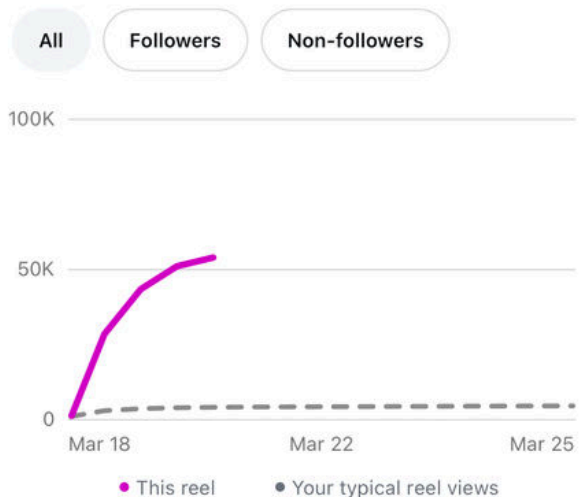 All Followers Non-followers
100K
50K
0
Mar 18 Mar 22 Mar 25
This reel Your typical reel views